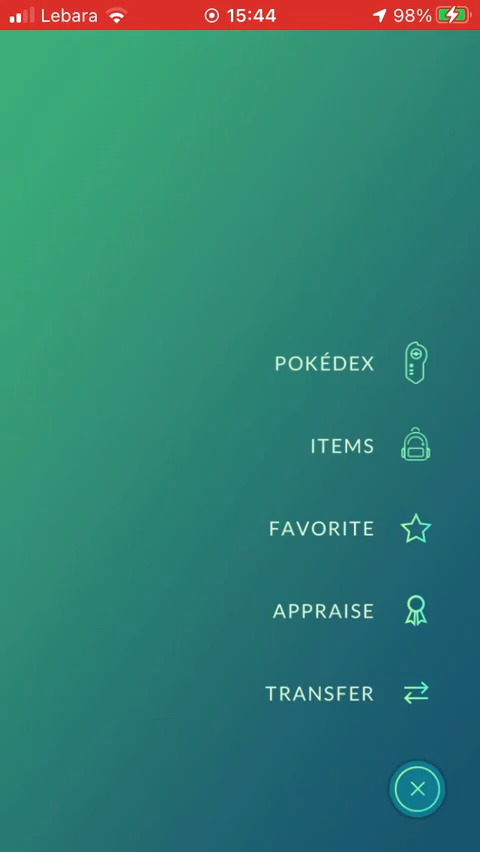 Lebara 15:44 98%
POKÉDEX
ITEMS
FAVORITE
APPRAISE
TRANSFER